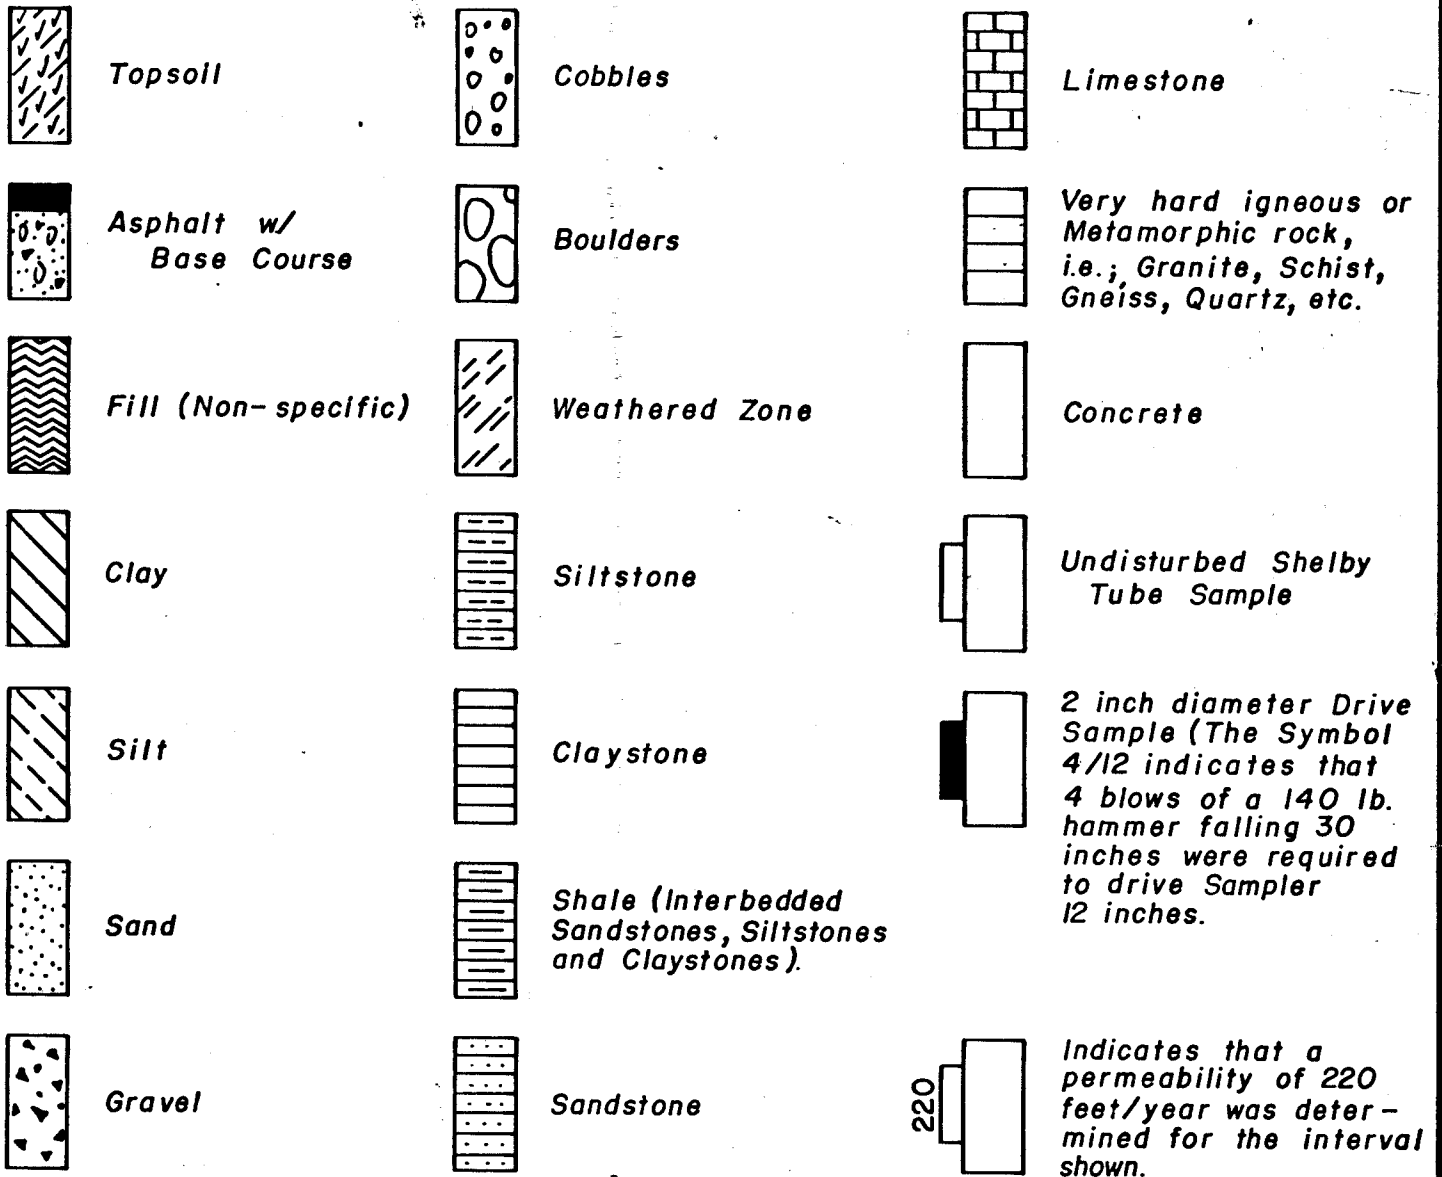 Topsoil
Asphalt w/
Base Course
Fill (Non-specific)
Clay
Silt
Sand
Gravel
Cobbles
Boulders
Weathered Zone
Siltstone
Claystone
Shale (Interbedded
Sandstones, Siltstones
and Claystones).
Sandstone
Limestone
Very hard igneous or
Metamorphic rock,
i.e.; Granite, Schist,
Gneiss, Quartz, etc.
Concrete
Undisturbed Shelby
Tube Sample
2 inch diameter Drive
Sample (The Symbol
4/12 indicates that
4 blows of a 140 lb.
hammer falling 30
inches were required
to drive Sampler
12 inches.
220
Indicates that a
permeability of 220
feet/year was deter-
mined for the interval
shown.